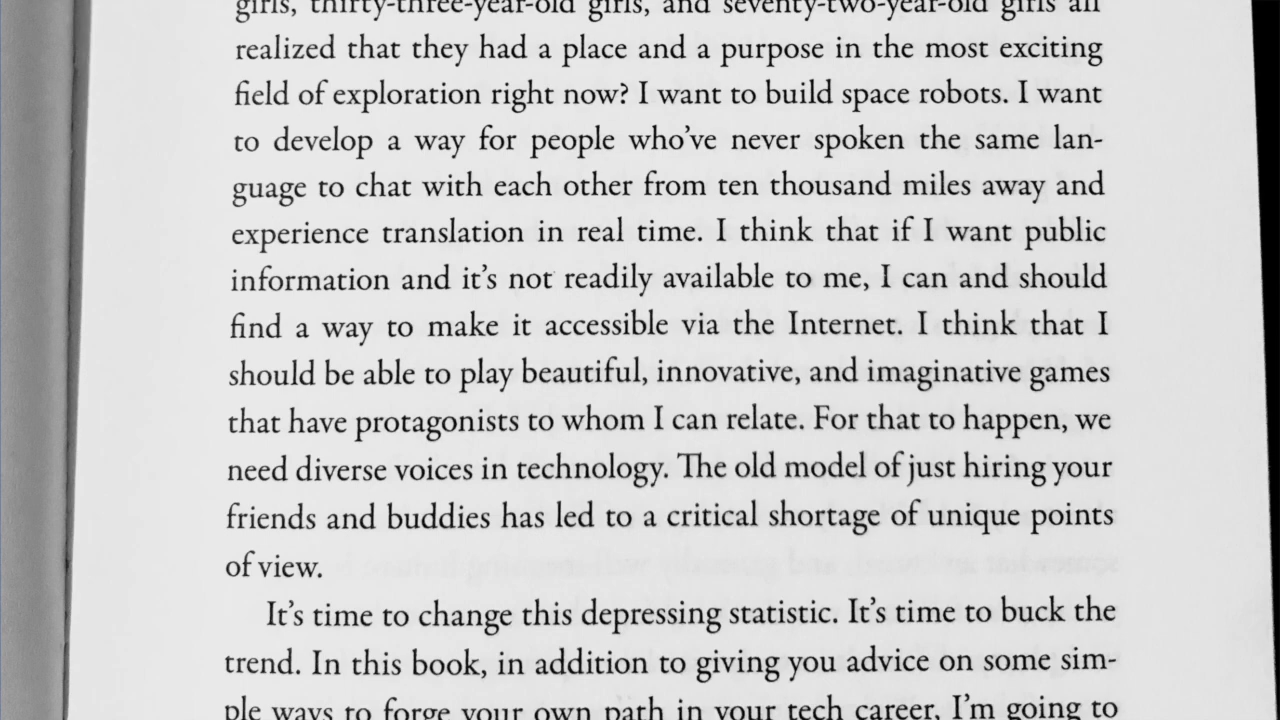 girls, thirty-three-year-old girls, and seventy-two-year-old girls all
realized that they had a place and a purpose in the most exciting
field of exploration right now? I want to build space robots. I want
to develop a way for people who’ve never spoken the same lan-
guage to chat with each other from ten thousand miles away and
experience translation in real time. I think that if I want public
information and it’s not readily available to me, I can and should
find a way to make it accessible via the Internet. I think that I
should be able to play beautiful, innovative, and imaginative games
that have protagonists to whom I can relate. For that to happen, we
need diverse voices in technology. The old model of just hiring your
friends and buddies has led to a critical shortage of unique points
of view.
It’s time to change this depressing statistic. It’s time to buck the
trend. In this book, in addition to giving you advice on some sim-
ple ways to forge your own path in your tech career, I’m going to